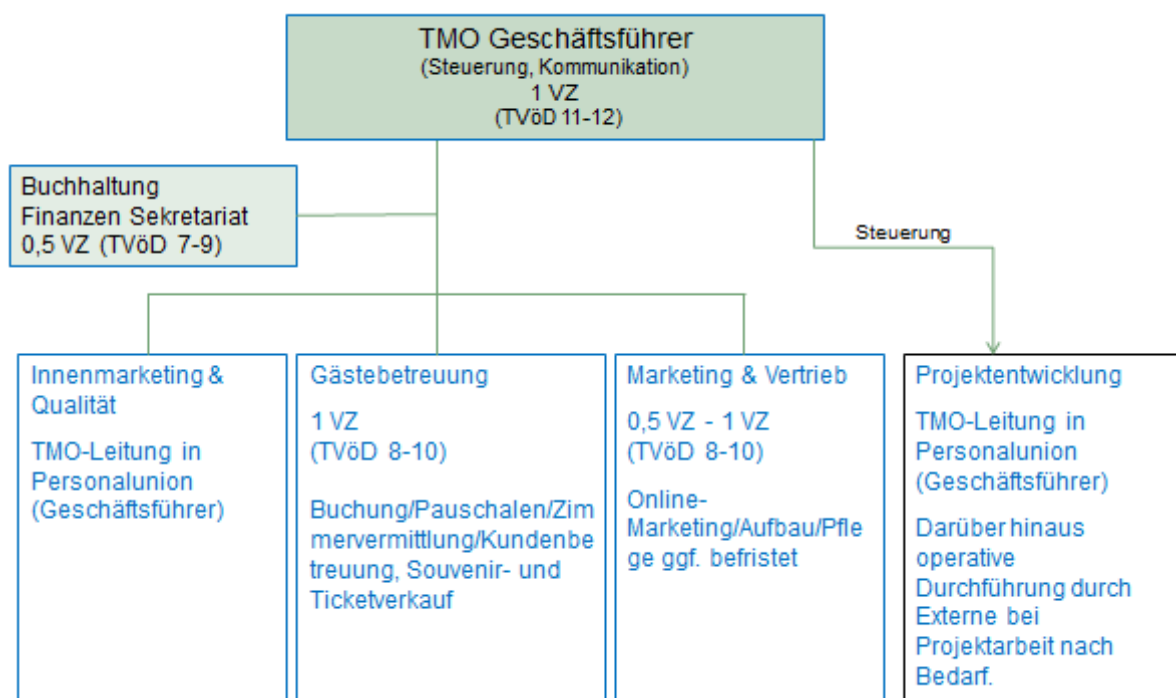 TMO Geschäftsführer
(Steuerung, Kommunikation)
1 VZ
(TVöD 11-12)
Buchhaltung
Finanzen Sekretariat
0,5 VZ (TVöD 7-9)
Steuerung
Innenmarketing &
Qualität
TMO-Leitung in
Personalunion
(Geschäftsführer)
Gästebetreuung
1 VZ
(TVöD 8-10)
Buchung/Pauschalen/Zim
mervermittlung/Kundenbe
treuung, Souvenir- und
Ticketverkauf
Marketing & Vertrieb
0,5 VZ - 1 VZ
(TVöD 8-10)
Online-
Marketing/Aufbau/Pfle
ge ggf. befristet
Projektentwicklung
TMO-Leitung in
Personalunion
(Geschäftsführer)
Darüber hinaus
operative
Durchführung durch
Externe bei
Projektarbeit nach
Bedarf.